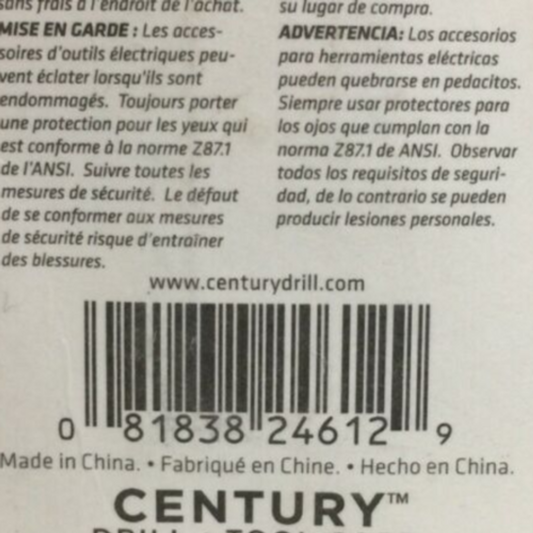 sans frais à l'endroit de l'achat.
MISE EN GARDE : Les acces-
soires d'outils électriques peu-
vent éclater lorsqu'ils sont
endommagés. Toujours porter
une protection pour les yeux qui
est conforme à la norme Z87.1
de l'ANSI. Suivre toutes les
mesures de sécurité. Le défaut
de se conformer aux mesures
de sécurité risque d'entraîner
des blessures.
su lugar de compra.
ADVERTENCIA: Los accesorios
para herramientas eléctricas
pueden quebrarse en pedacitos.
Siempre usar protectores para
los ojos que cumplan con la
norma Z87.1 de ANSI. Observar
todos los requisitos de seguri-
dad, de lo contrario se pueden
producir lesiones personales.
www.centurydrill.com
0 81838 24612 9
Made in China. • Fabriqué en Chine. • Hecho en China.
CENTURY™